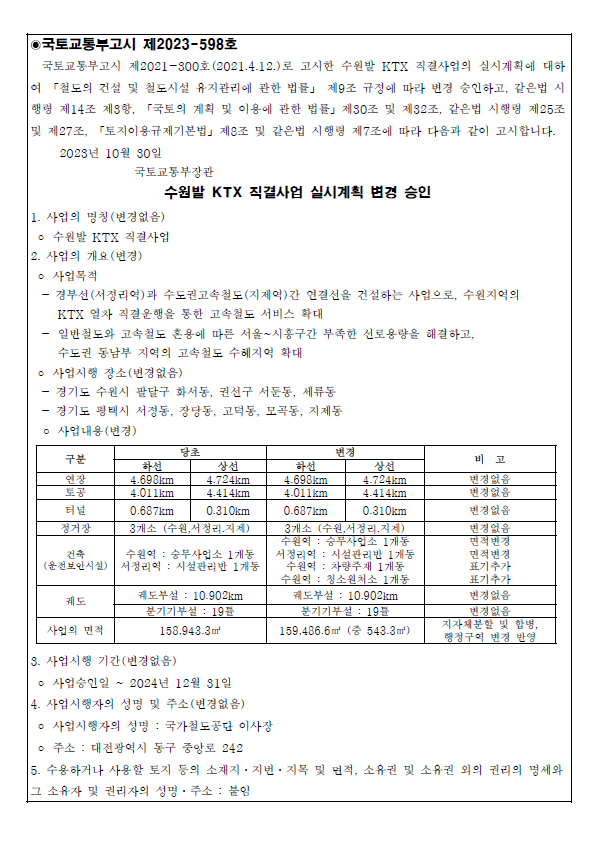 ◉국토교통부고시 제2023-598호
국토교통부고시 제2021-300호(2021.4.12.)로 고시한 수원발 KTX 직결사업의 실시계획에 대하
여 「철도의 건설 및 철도시설 유지관리에 관한 법률」 제9조 규정에 따라 변경 승인하고, 같은법 시
행령 제14조 제3항, 「국토의 계획 및 이용에 관한 법률」제30조 및 제32조, 같은법 시행령 제25조
및 제27조, 「토지이용규제기본법」제8조 및 같은법 시행령 제7조에 따라 다음과 같이 고시합니다.
2023년 10월 30일
국토교통부장관
수원발 KTX 직결사업 실시계획 변경 승인
1. 사업의 명칭(변경없음)
○ 수원발 KTX 직결사업
2. 사업의 개요(변경)
○ 사업목적
- 경부선(서정리역)과 수도권고속철도(지제역)간 연결선을 건설하는 사업으로, 수원지역의
KTX 열차 직결운행을 통한 고속철도 서비스 확대
- 일반철도와 고속철도 혼용에 따른 서울~시흥구간 부족한 선로용량을 해결하고,
수도권 동남부 지역의 고속철도 수혜지역 확대
○ 사업시행 장소(변경없음)
- 경기도 수원시 팔달구 화서동, 권선구 서둔동, 세류동
- 경기도 평택시 서정동, 장당동, 고덕동, 모곡동, 지제동
○ 사업내용(변경)
구분 당초 변경 비 고
하선 상선 하선 상선
연장 4.698km 4.724km 4.698km 4.724km 변경없음
토공 4.011km 4.414km 4.011km 4.414km 변경없음
터널 0.687km 0.310km 0.687km 0.310km 변경없음
정거장 3개소 (수원,서정리.지제) 3개소 (수원,서정리.지제) 변경없음
건축 (운전보안시설) 수원역 : 승무사업소 1개동 수원역 : 승무사업소 1개동 면적변경
서정리역 : 시설관리반 1개동 서정리역 : 시설관리반 1개동 면적변경
수원역 : 차량주재 1개동 표기추가
수원역 : 청소원처소 1개동 표기추가
궤도 궤도부설 : 10.902km 궤도부설 : 10.902km 변경없음
분기기부설 : 19틀 분기기부설 : 19틀 변경없음
사업의 면적 158,943.3㎡ 159,486.6㎡ (증 543.3㎡) 지자체분할 및 합병,
행정구역 변경 반영
3. 사업시행 기간(변경없음)
○ 사업승인일 ~ 2024년 12월 31일
4. 사업시행자의 성명 및 주소(변경없음)
○ 사업시행자의 성명 : 국가철도공단 이사장
○ 주소 : 대전광역시 동구 중앙로 242
5. 수용하거나 사용할 토지 등의 소재지·지번·지목 및 면적, 소유권 및 소유권 외의 권리의 명세와
그 소유자 및 권리자의 성명·주소 : 붙임